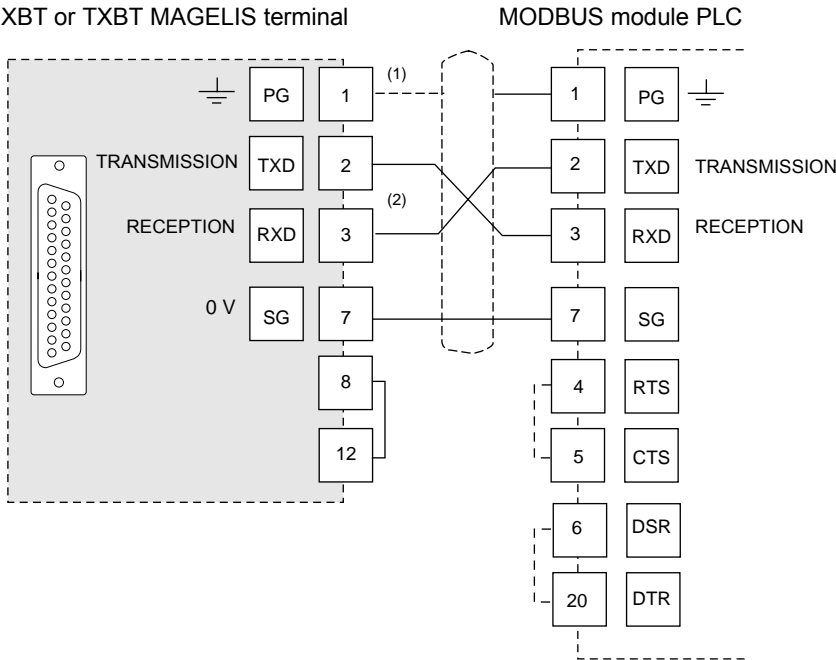 XBT or TXBT MAGELIS terminal
MODBUS module PLC
PG 1 (1) 1 PG
TRANSMISSION TXD 2 2 TXD TRANSMISSION
(2)
RECEPTION RXD 3 3 RXD RECEPTION
0 V SG 7 7 SG
8 4 RTS
12 5 CTS
6 DSR
20 DTR